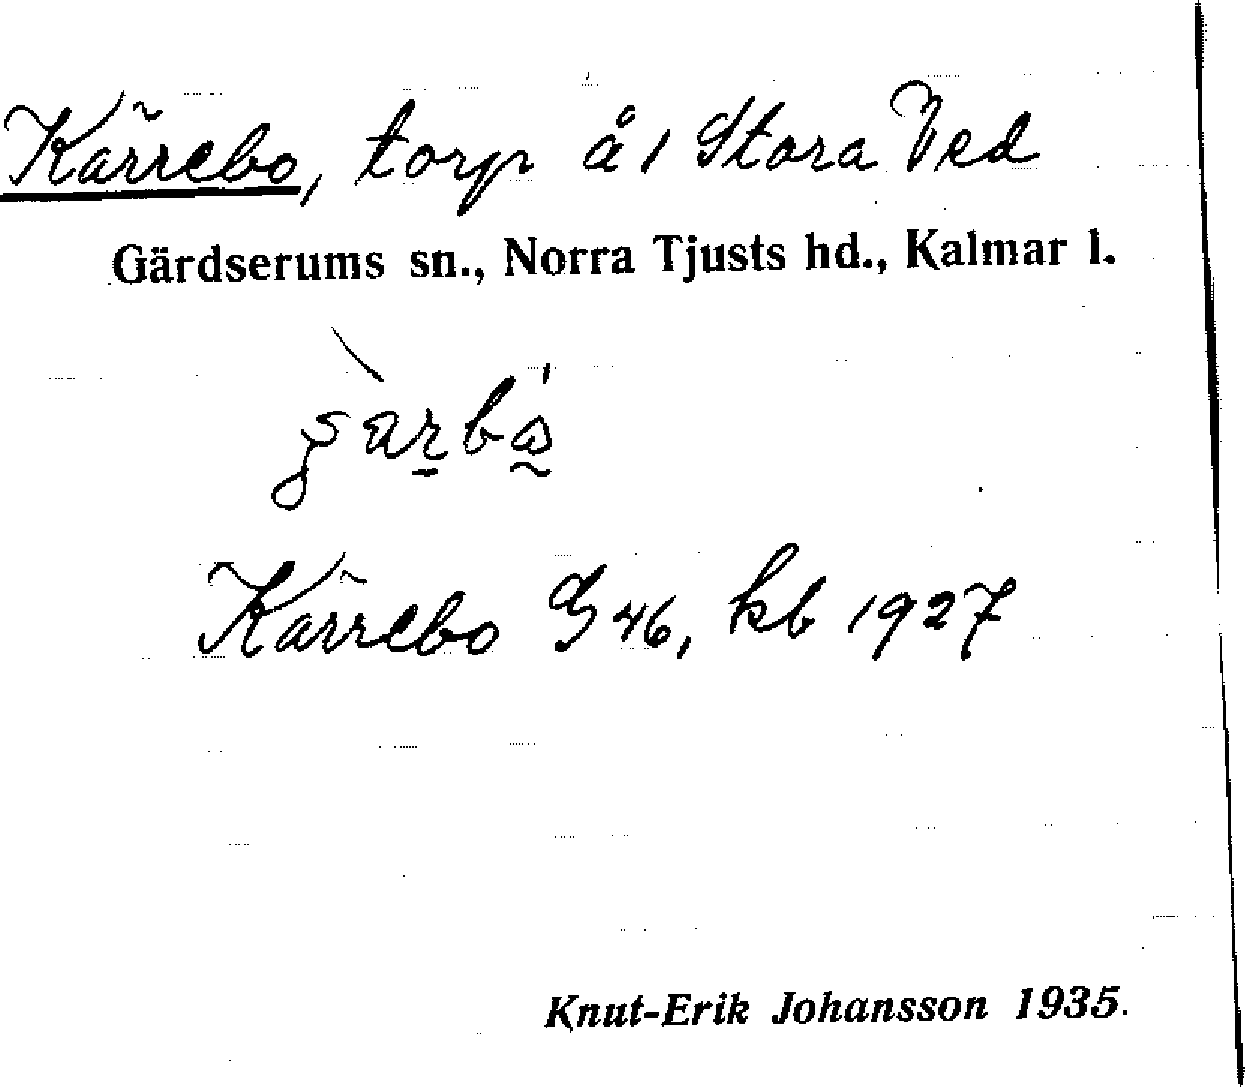 Kärrebo, torp å 1 Stora Ved
Gärdserums sn., Norra Tjusts hd., Kalmar l.
Kärrebo G 46, kb 1927
Knut-Erik Johansson 1935.